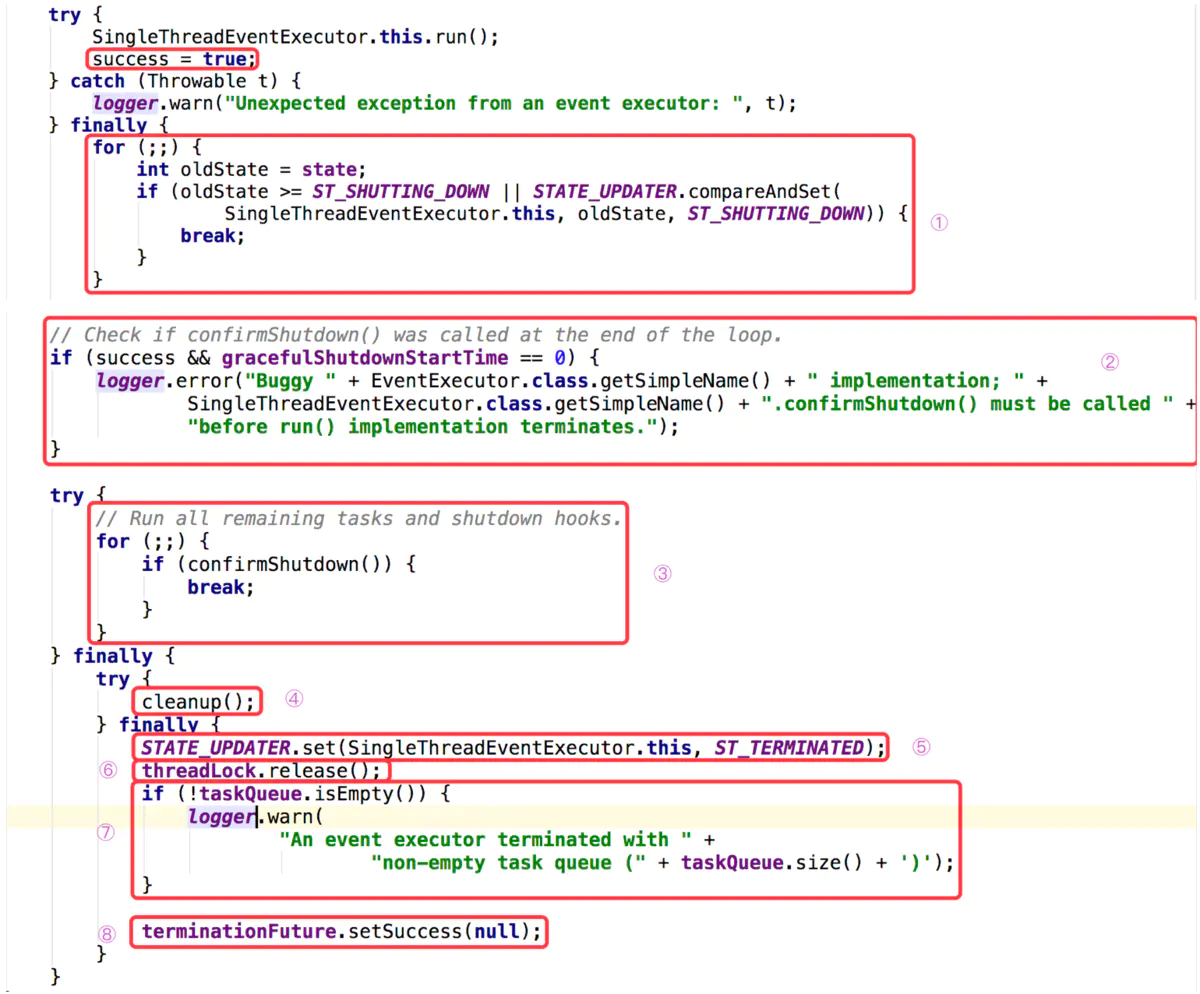 try {
    SingleThreadEventExecutor.this.run();
    success = true;
} catch (Throwable t) {
    logger.warn("Unexpected exception from an event executor: ", t);
} finally {
    for (;;) {
        int oldState = state;
        if (oldState >= ST_SHUTTING_DOWN || STATE_UPDATER.compareAndSet(
                SingleThreadEventExecutor.this, oldState, ST_SHUTTING_DOWN)) { ①
            break;
        }
    }
// Check if confirmShutdown() was called at the end of the loop.
if (success && gracefulShutdownStartTime == 0) { ②
    logger.error("Buggy " + EventExecutor.class.getSimpleName() + " implementation; " +
            SingleThreadEventExecutor.class.getSimpleName() + ".confirmShutdown() must be called " +
            "before run() implementation terminates.");
}
try {
    // Run all remaining tasks and shutdown hooks.
    for (;;) {
        if (confirmShutdown()) { ③
            break;
        }
    }
} finally {
    try {
        cleanup(); ④
    } finally {
        STATE_UPDATER.set(SingleThreadEventExecutor.this, ST_TERMINATED); ⑤
⑥ threadLock.release();
        if (!taskQueue.isEmpty()) {
⑦ logger.warn(
                    "An event executor terminated with " +
                            "non-empty task queue (" + taskQueue.size() + ')');
        }
⑧ terminationFuture.setSuccess(null);
    }
}